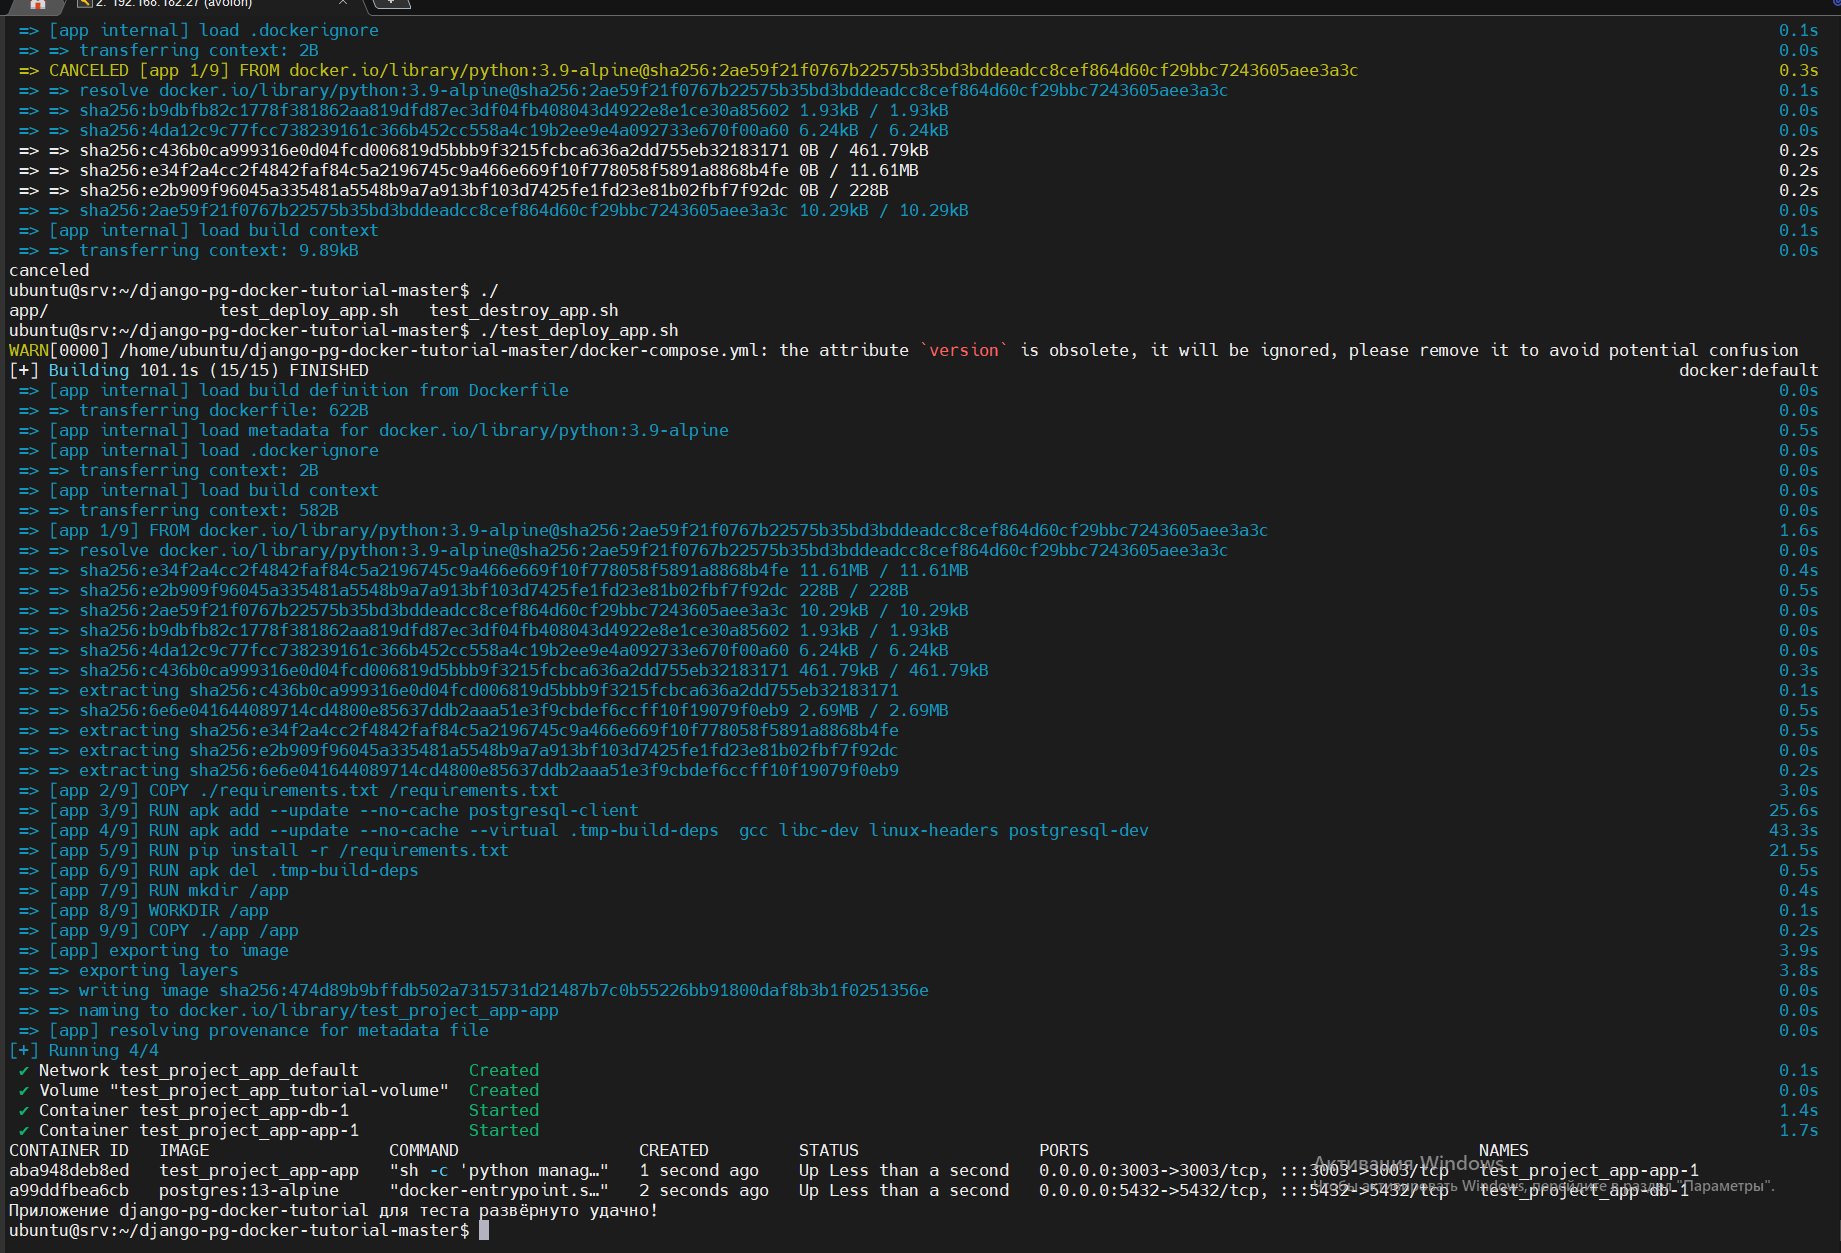 2. 192.168.182.27 (avolon)
=> [app internal] load .dockerignore 0.1s
=> => transferring context: 2B 0.0s
=> CANCELED [app 1/9] FROM docker.io/library/python:3.9-alpine@sha256:2ae59f21f0767b22575b35bd3bddeadcc8cef864d60cf29bbc7243605aee3a3c 0.3s
=> => resolve docker.io/library/python:3.9-alpine@sha256:2ae59f21f0767b22575b35bd3bddeadcc8cef864d60cf29bbc7243605aee3a3c 0.1s
=> => sha256:b9dbfb82c1778f381862aa819dfd87ec3df04fb408043d4922e8e1ce30a85602 1.93kB / 1.93kB 0.0s
=> => sha256:4da12c9c77fcc738239161c366b452cc558a4c19b2ee9e4a092733e670f00a60 6.24kB / 6.24kB 0.0s
=> => sha256:c436b0ca999316e0d04fcd006819d5bbb9f3215fcbca636a2dd755eb32183171 0B / 461.79kB 0.2s
=> => sha256:e34f2a4cc2f4842faf84c5a2196745c9a466e669f10f778058f5891a8868b4fe 0B / 11.61MB 0.2s
=> => sha256:e2b909f96045a335481a5548b9a7a913bf103d7425fe1fd23e81b02fbf7f92dc 0B / 228B 0.2s
=> => sha256:2ae59f21f0767b22575b35bd3bddeadcc8cef864d60cf29bbc7243605aee3a3c 10.29kB / 10.29kB 0.0s
=> [app internal] load build context 0.1s
=> => transferring context: 9.89kB 0.0s
canceled
ubuntu@srv:~/django-pg-docker-tutorial-master$ ./
app/ test_deploy_app.sh test_destroy_app.sh
ubuntu@srv:~/django-pg-docker-tutorial-master$ ./test_deploy_app.sh
WARN[0000] /home/ubuntu/django-pg-docker-tutorial-master/docker-compose.yml: the attribute `version` is obsolete, it will be ignored, please remove it to avoid potential confusion
[+] Building 101.1s (15/15) FINISHED docker:default
=> [app internal] load build definition from Dockerfile 0.0s
=> => transferring dockerfile: 622B 0.0s
=> [app internal] load metadata for docker.io/library/python:3.9-alpine 0.5s
=> [app internal] load .dockerignore 0.0s
=> => transferring context: 2B 0.0s
=> [app internal] load build context 0.0s
=> => transferring context: 582B 0.0s
=> [app 1/9] FROM docker.io/library/python:3.9-alpine@sha256:2ae59f21f0767b22575b35bd3bddeadcc8cef864d60cf29bbc7243605aee3a3c 1.6s
=> => resolve docker.io/library/python:3.9-alpine@sha256:2ae59f21f0767b22575b35bd3bddeadcc8cef864d60cf29bbc7243605aee3a3c 0.0s
=> => sha256:e34f2a4cc2f4842faf84c5a2196745c9a466e669f10f778058f5891a8868b4fe 11.61MB / 11.61MB 0.4s
=> => sha256:e2b909f96045a335481a5548b9a7a913bf103d7425fe1fd23e81b02fbf7f92dc 228B / 228B 0.5s
=> => sha256:2ae59f21f0767b22575b35bd3bddeadcc8cef864d60cf29bbc7243605aee3a3c 10.29kB / 10.29kB 0.0s
=> => sha256:b9dbfb82c1778f381862aa819dfd87ec3df04fb408043d4922e8e1ce30a85602 1.93kB / 1.93kB 0.0s
=> => sha256:4da12c9c77fcc738239161c366b452cc558a4c19b2ee9e4a092733e670f00a60 6.24kB / 6.24kB 0.0s
=> => sha256:c436b0ca999316e0d04fcd006819d5bbb9f3215fcbca636a2dd755eb32183171 461.79kB / 461.79kB 0.3s
=> => extracting sha256:c436b0ca999316e0d04fcd006819d5bbb9f3215fcbca636a2dd755eb32183171 0.1s
=> => sha256:6e6e041644089714cd4800e85637ddb2aaa51e3f9cbdef6ccff10f19079f0eb9 2.69MB / 2.69MB 0.5s
=> => extracting sha256:e34f2a4cc2f4842faf84c5a2196745c9a466e669f10f778058f5891a8868b4fe 0.5s
=> => extracting sha256:e2b909f96045a335481a5548b9a7a913bf103d7425fe1fd23e81b02fbf7f92dc 0.0s
=> => extracting sha256:6e6e041644089714cd4800e85637ddb2aaa51e3f9cbdef6ccff10f19079f0eb9 0.2s
=> [app 2/9] COPY ./requirements.txt /requirements.txt 3.0s
=> [app 3/9] RUN apk add --update --no-cache postgresql-client 25.6s
=> [app 4/9] RUN apk add --update --no-cache --virtual .tmp-build-deps gcc libc-dev linux-headers postgresql-dev 43.3s
=> [app 5/9] RUN pip install -r /requirements.txt 21.5s
=> [app 6/9] RUN apk del .tmp-build-deps 0.5s
=> [app 7/9] RUN mkdir /app 0.4s
=> [app 8/9] WORKDIR /app 0.1s
=> [app 9/9] COPY ./app /app 0.2s
=> [app] exporting to image 3.9s
=> => exporting layers 3.8s
=> => writing image sha256:474d89b9bffdb502a7315731d21487b7c0b55226bb91800daf8b3b1f0251356e 0.0s
=> => naming to docker.io/library/test_project_app-app 0.0s
=> [app] resolving provenance for metadata file 0.0s
[+] Running 4/4
✔ Network test_project_app_default Created 0.1s
✔ Volume "test_project_app_tutorial-volume" Created 0.0s
✔ Container test_project_app-db-1 Started 1.4s
✔ Container test_project_app-app-1 Started 1.7s
CONTAINER ID IMAGE COMMAND CREATED STATUS PORTS NAMES
aba948deb8ed test_project_app-app "sh -c 'python manag…" 1 second ago Up Less than a second 0.0.0.0:3003->3003/tcp, :::3003->3003/tcp test_project_app-app-1
a99ddfbea6cb postgres:13-alpine "docker-entrypoint.s…" 2 seconds ago Up Less than a second 0.0.0.0:5432->5432/tcp, :::5432->5432/tcp test_project_app-db-1
Приложение django-pg-docker-tutorial для теста развёрнуто удачно!
ubuntu@srv:~/django-pg-docker-tutorial-master$
Активация Windows
Чтобы активировать Windows, перейдите в раздел "Параметры".